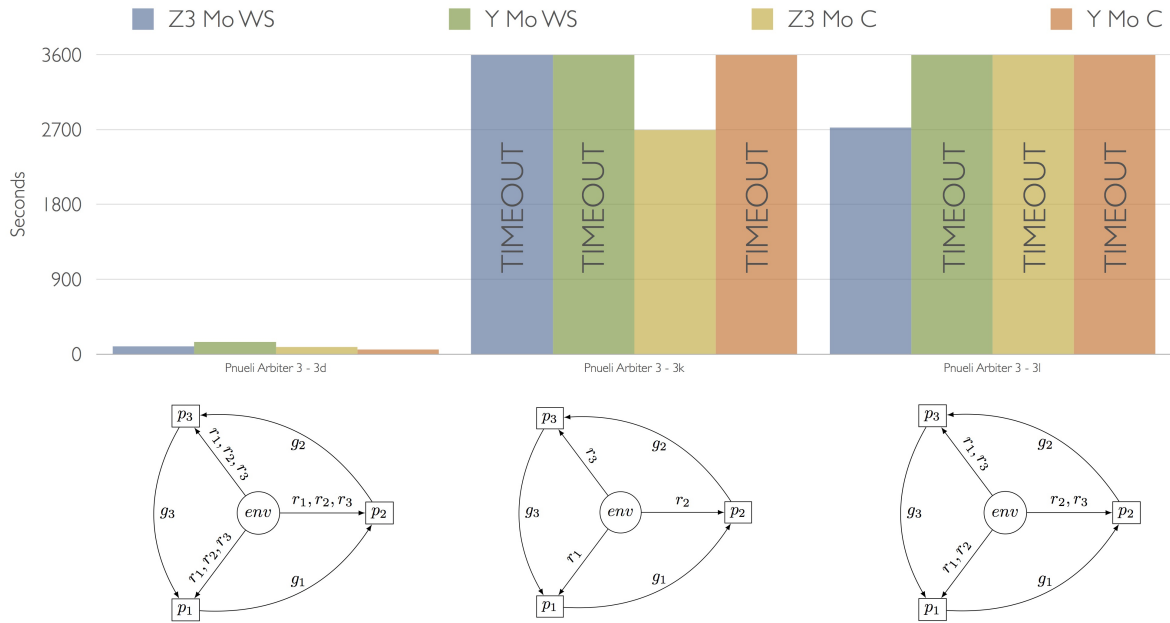 Z3 Mo WS
Y Mo WS
Z3 Mo C
Y Mo C
Seconds
3600
2700
1800
900
0
TIMEOUT
TIMEOUT
TIMEOUT
TIMEOUT
TIMEOUT
TIMEOUT
Pnueli Arbiter 3 - 3d
Pnueli Arbiter 3 - 3k
Pnueli Arbiter 3 - 3l
p3
r1, r2, r3
g2
g3
env
r1, r2, r3
p2
r1, r2, r3
g1
p1
p3
r3
g2
g3
env
r2
p2
r1
g1
p1
p3
r1, r3
g2
g3
env
r2, r3
p2
r1, r2
g1
p1